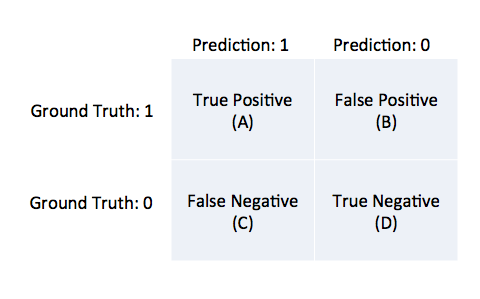 Prediction: 1 Prediction: 0
Ground Truth: 1
True Positive
(A)
False Positive
(B)
Ground Truth: 0
False Negative
(C)
True Negative
(D)